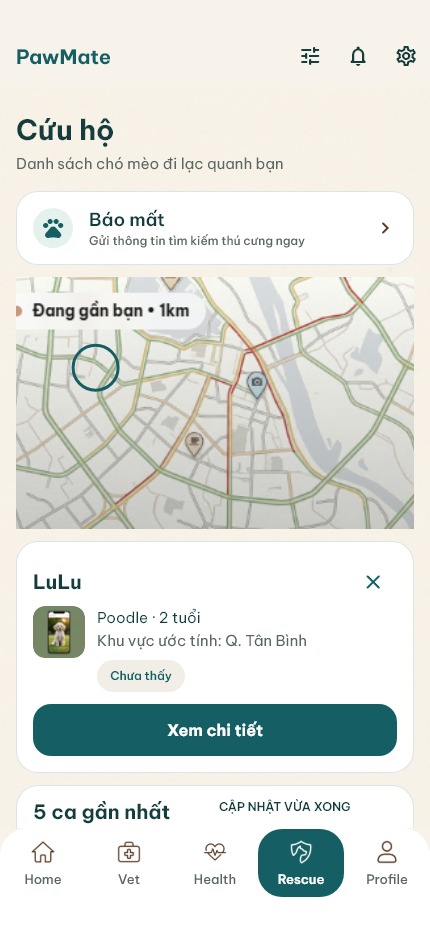 PawMate
Cứu hộ
Danh sách chó mèo đi lạc quanh bạn
Báo mất
Gửi thông tin tìm kiếm thú cưng ngay
Đang gần bạn • 1km
LuLu
Poodle · 2 tuổi
Khu vực ước tính: Q. Tân Bình
Chưa thấy
Xem chi tiết
5 ca gần nhất
CẬP NHẬT VỪA XONG
Home
Vet
Health
Rescue
Profile